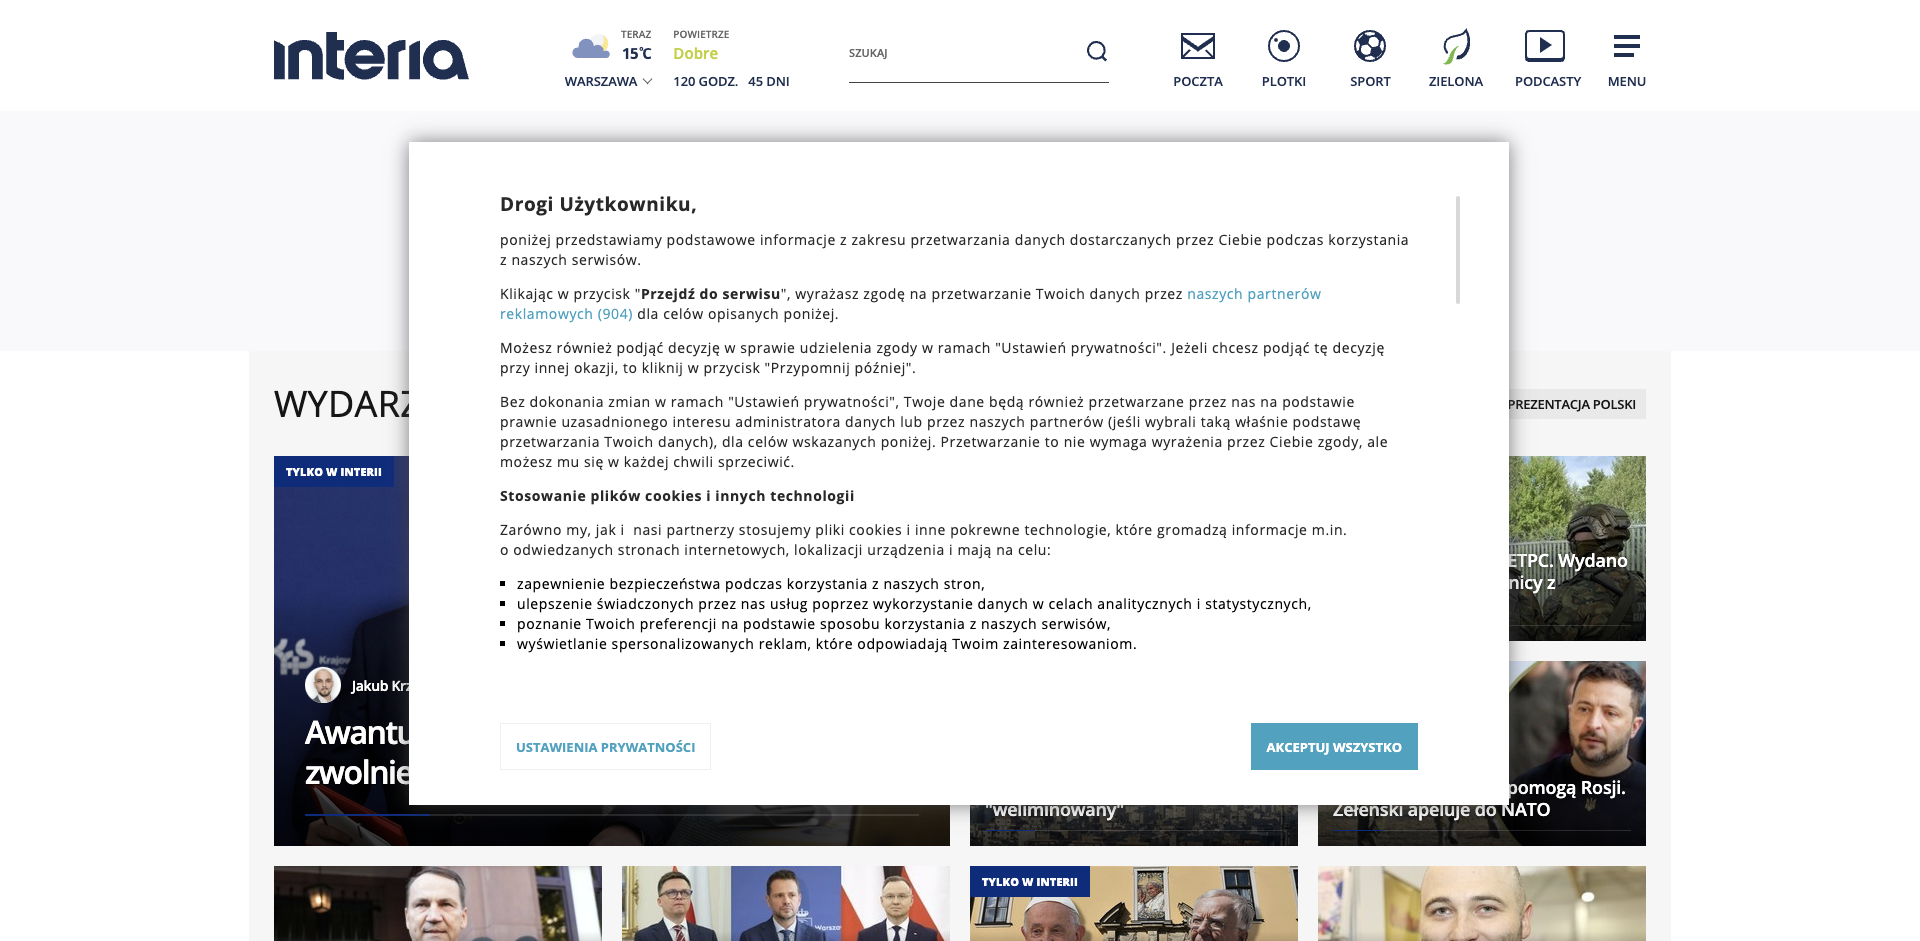 interia
TERAZ
15°C
WARSZAWA
POWIETRZE
Dobre
120 GODZ. 45 DNI
SZUKAJ
POCZTA
PLOTKI
SPORT
ZIELONA
PODCASTY
MENU
Drogi Użytkowniku,
poniżej przedstawiamy podstawowe informacje z zakresu przetwarzania danych dostarczanych przez Ciebie podczas korzystania
z naszych serwisów.
Klikając w przycisk "Przejdź do serwisu", wyrażasz zgodę na przetwarzanie Twoich danych przez naszych partnerów
reklamowych (904) dla celów opisanych poniżej.
Możesz również podjąć decyzję w sprawie udzielenia zgody w ramach "Ustawień prywatności". Jeżeli chcesz podjąć tę decyzję
przy innej okazji, to kliknij w przycisk "Przypomnij później".
Bez dokonania zmian w ramach "Ustawień prywatności", Twoje dane będą również przetwarzane przez nas na podstawie
prawnie uzasadnionego interesu administratora danych lub przez naszych partnerów (jeśli wybrali taką właśnie podstawę
przetwarzania Twoich danych), dla celów wskazanych poniżej. Przetwarzanie to nie wymaga wyrażenia przez Ciebie zgody, ale
możesz mu się w każdej chwili sprzeciwić.
Stosowanie plików cookies i innych technologii
Zarówno my, jak i nasi partnerzy stosujemy pliki cookies i inne pokrewne technologie, które gromadzą informacje m.in.
o odwiedzanych stronach internetowych, lokalizacji urządzenia i mają na celu:
zapewnienie bezpieczeństwa podczas korzystania z naszych stron,
ulepszenie świadczonych przez nas usług poprzez wykorzystanie danych w celach analitycznych i statystycznych,
poznanie Twoich preferencji na podstawie sposobu korzystania z naszych serwisów,
wyświetlanie spersonalizowanych reklam, które odpowiadają Twoim zainteresowaniom.
USTAWIENIA PRYWATNOŚCI
AKCEPTUJ WSZYSTKO
WYDARZ
PREZENTACJA POLSKI
TYLKO W INTERII
Jakub Krz
Awantu
zwolnie
ETPC. Wydano
nicy z
"weliminowany"
pomogą Rosji.
Zełenski apeluje do NATO
TYLKO W INTERII